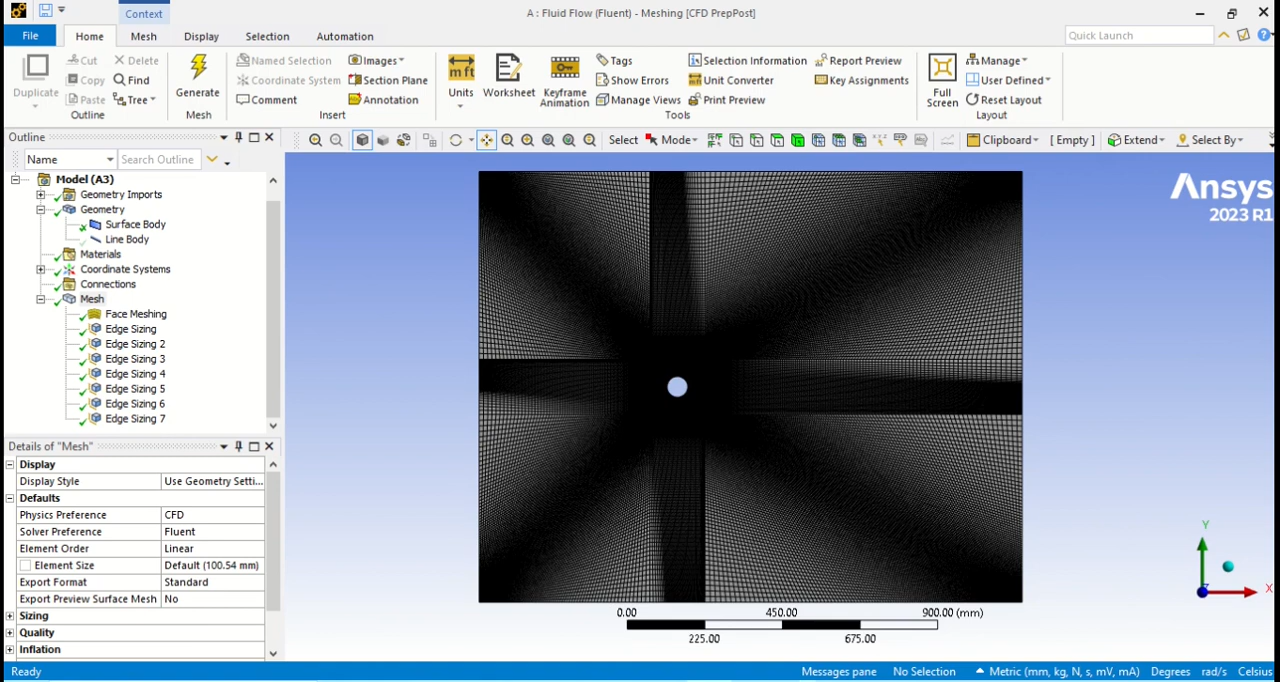 Context
A : Fluid Flow (Fluent) - Meshing [CFD PrepPost]
File Home Mesh Display Selection Automation Quick Launch
Duplicate Cut Delete
Copy Find
Paste Tree
Outline
Generate
Mesh
Named Selection Images
Coordinate System Section Plane
Comment Annotation
Insert
Units Worksheet Keyframe Animation
Tags Selection Information Report Preview
Show Errors Unit Converter Key Assignments
Manage Views Print Preview
Tools
Full Screen
Manage
User Defined
Reset Layout
Layout
Outline
Select Mode Clipboard [ Empty ] Extend Select By
Name Search Outline
Model (A3)
Geometry Imports
Geometry
Surface Body
Line Body
Materials
Coordinate Systems
Connections
Mesh
Face Meshing
Edge Sizing
Edge Sizing 2
Edge Sizing 3
Edge Sizing 4
Edge Sizing 5
Edge Sizing 6
Edge Sizing 7
Details of "Mesh"
Display
Display Style Use Geometry Setti...
Defaults
Physics Preference CFD
Solver Preference Fluent
Element Order Linear
Element Size Default (100.54 mm)
Export Format Standard
Export Preview Surface Mesh No
Sizing
Quality
Inflation
Ansys
2023 R1
0.00 450.00 900.00 (mm)
225.00 675.00
Y
Z X
Ready Messages pane No Selection Metric (mm, kg, N, s, mV, mA) Degrees rad/s Celsius